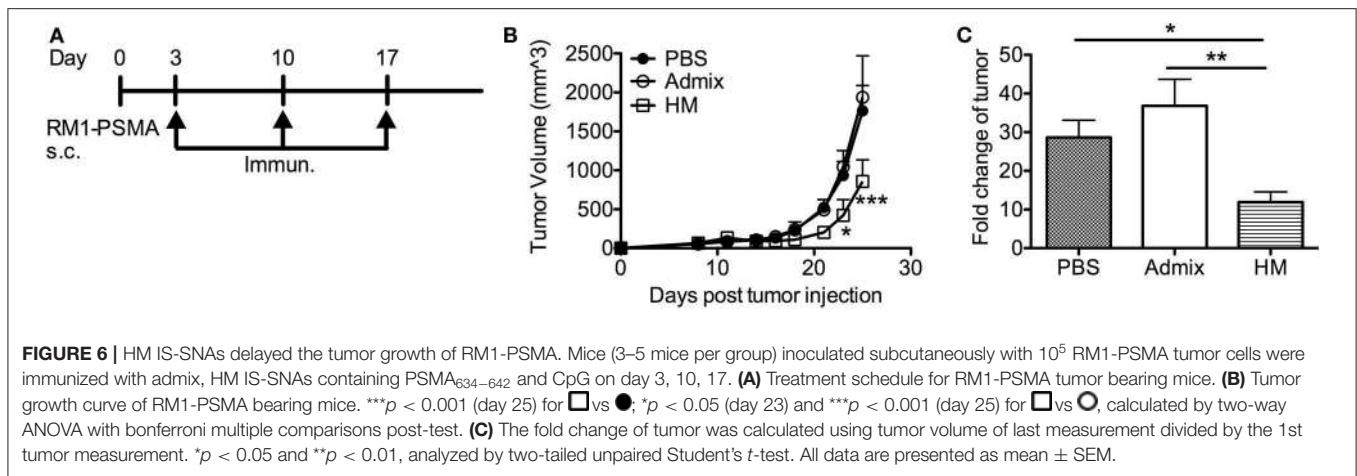 A
Day 0 3 10 17
RM1-PSMA
s.c.
Immun.
B
Tumor Volume (mm^3)
2500
2000
1500
1000
500
0
PBS
Admix
HM
***
*
0 10 20 30
Days post tumor injection
C
*
**
Fold change of tumor
50
40
30
20
10
0
PBS Admix HM
FIGURE 6 | HM IS-SNAs delayed the tumor growth of RM1-PSMA. Mice (3–5 mice per group) inoculated subcutaneously with 10⁵ RM1-PSMA tumor cells were
immunized with admix, HM IS-SNAs containing PSMA₆₃₄₋₆₄₂ and CpG on day 3, 10, 17. (A) Treatment schedule for RM1-PSMA tumor bearing mice. (B) Tumor
growth curve of RM1-PSMA bearing mice. ***p < 0.001 (day 25) for □ vs ●; *p < 0.05 (day 23) and ***p < 0.001 (day 25) for □ vs ○, calculated by two-way
ANOVA with bonferroni multiple comparisons post-test. (C) The fold change of tumor was calculated using tumor volume of last measurement divided by the 1st
tumor measurement. *p < 0.05 and **p < 0.01, analyzed by two-tailed unpaired Student's t-test. All data are presented as mean ± SEM.